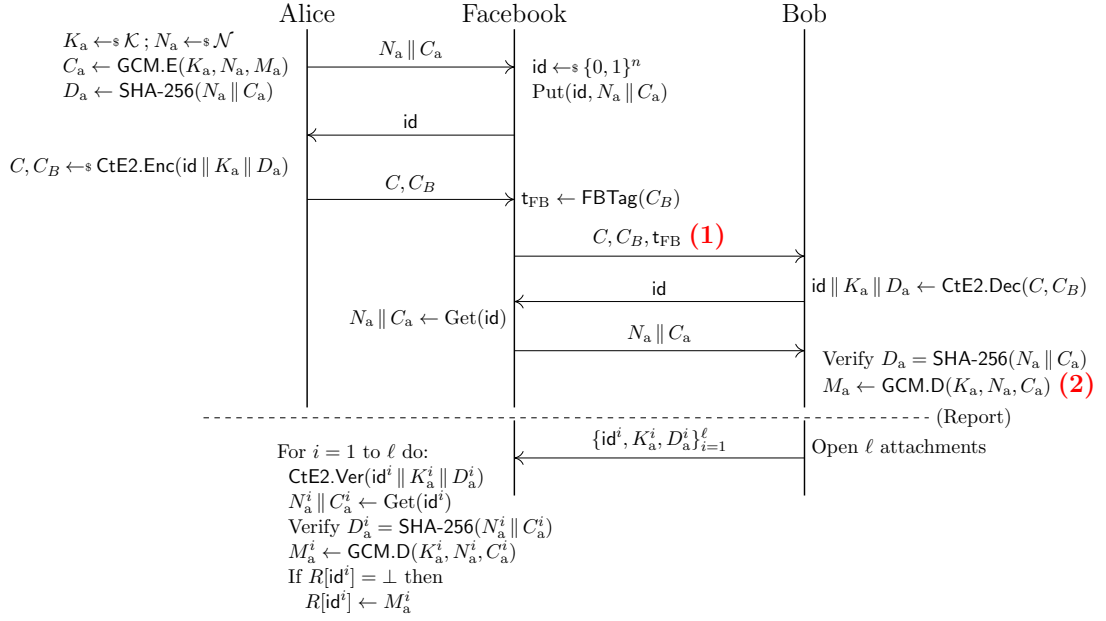 Alice Facebook Bob
K_a ←$ 𝒦 ; N_a ←$ 𝒩
C_a ← GCM.E(K_a, N_a, M_a)
D_a ← SHA-256(N_a ∥ C_a)
N_a ∥ C_a
id ←$ {0, 1}^n
Put(id, N_a ∥ C_a)
id
C, C_B ←$ CtE2.Enc(id ∥ K_a ∥ D_a)
C, C_B
t_FB ← FBTag(C_B)
C, C_B, t_FB (1)
id
id ∥ K_a ∥ D_a ← CtE2.Dec(C, C_B)
N_a ∥ C_a ← Get(id)
N_a ∥ C_a
Verify D_a = SHA-256(N_a ∥ C_a)
M_a ← GCM.D(K_a, N_a, C_a) (2)
(Report)
{id^i, K_a^i, D_a^i}_{i=1}^ℓ
Open ℓ attachments
For i = 1 to ℓ do:
CtE2.Ver(id^i ∥ K_a^i ∥ D_a^i)
N_a^i ∥ C_a^i ← Get(id^i)
Verify D_a^i = SHA-256(N_a^i ∥ C_a^i)
M_a^i ← GCM.D(K_a^i, N_a^i, C_a^i)
If R[id^i] = ⊥ then
R[id^i] ← M_a^i